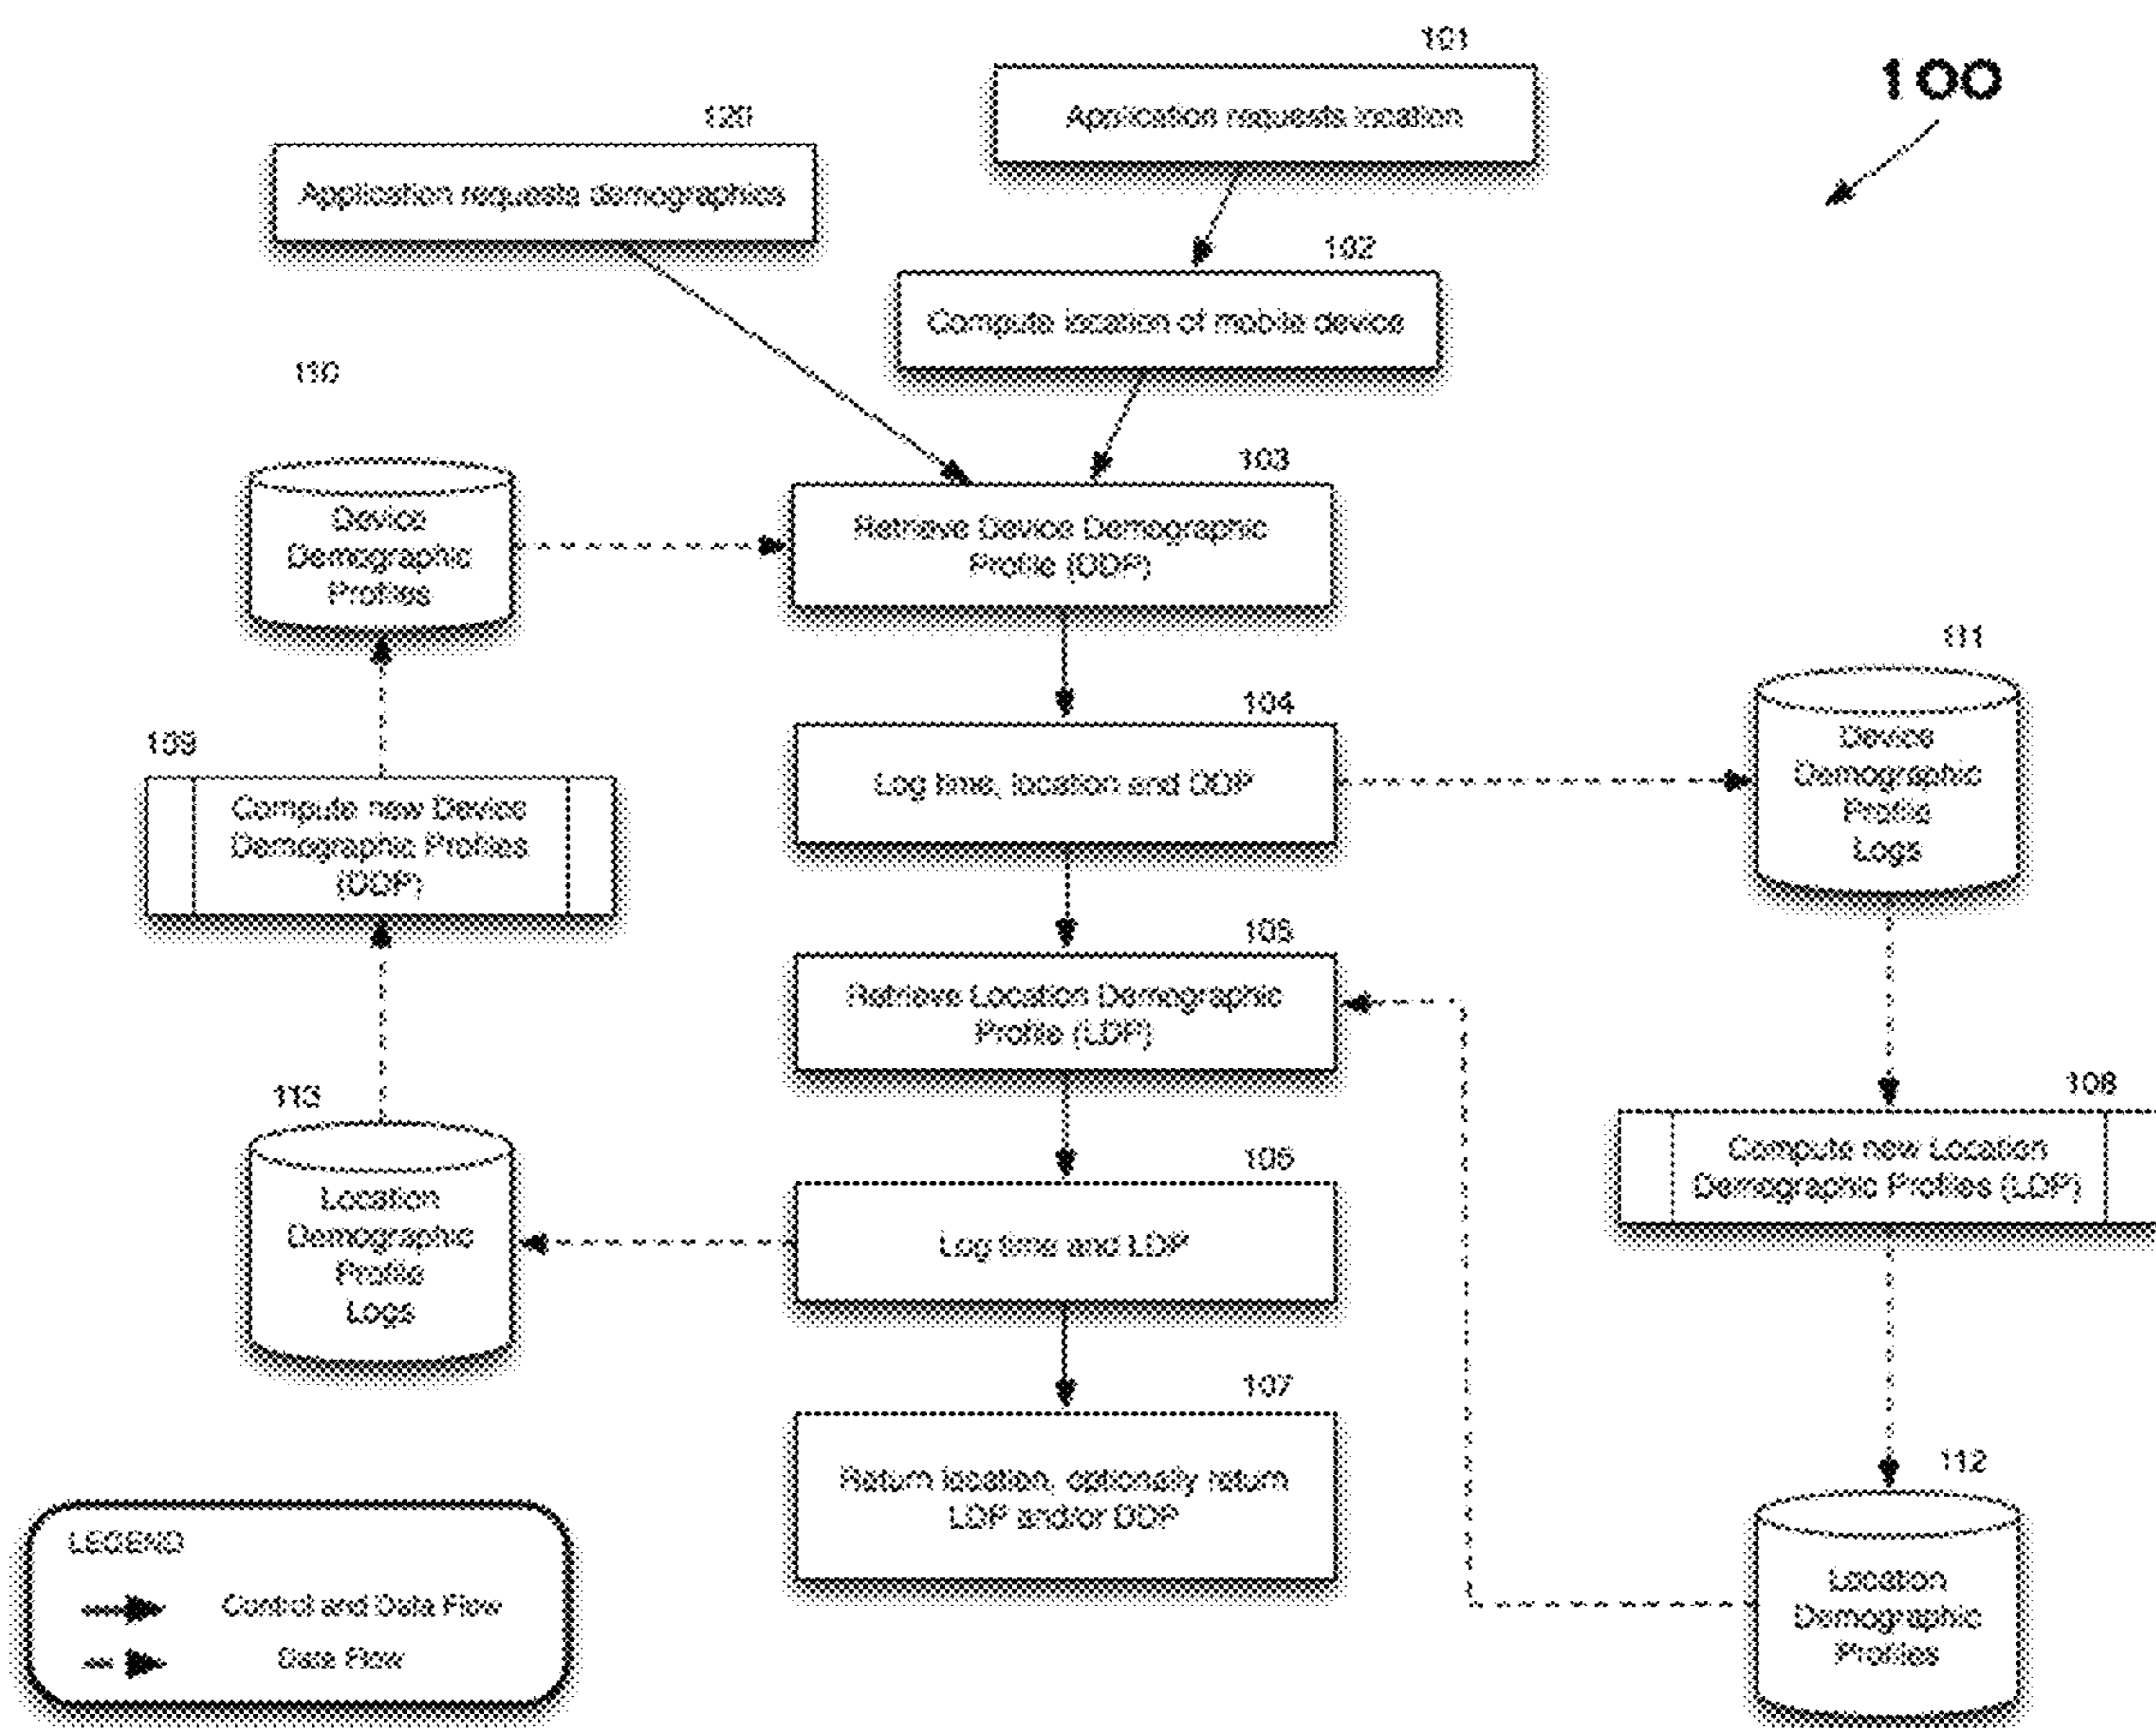 101
100
Application requests location
120
Application requests demographics
102
Compute location of mobile device
110
103
Device
Demographic
Profiles
Retrieve Device Demographic
Profile (DDP)
104
Log time, location and DDP
111
Device
Demographic
Profile
Logs
109
Compute new Device
Demographic Profiles
(DDP)
105
Retrieve Location Demographic
Profile (LDP)
113
Location
Demographic
Profile
Logs
106
Log time and LDP
108
Compute new Location
Demographic Profiles (LDP)
107
Return location, optionally return
LDP and/or DDP
112
Location
Demographic
Profiles
LEGEND
Control and Data Flow
Data Flow